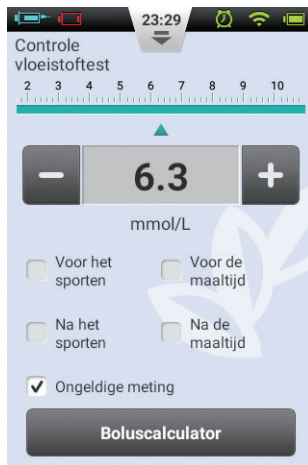 23:29
Controle
vloeistoftest
2 3 4 5 6 7 8 9 10
6.3
mmol/L
Voor het
sporten
Voor de
maaltijd
Na het
sporten
Na de
maaltijd
Ongeldige meting
Boluscalculator